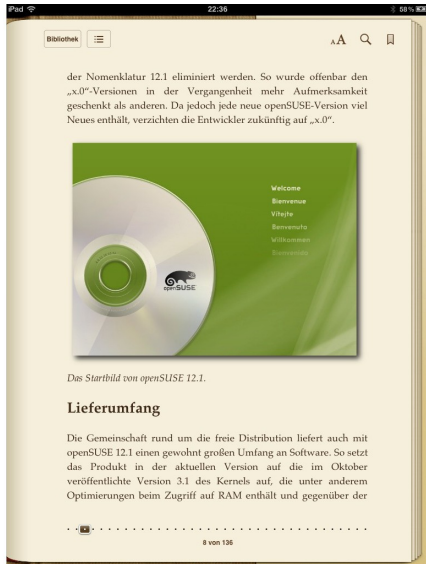 iPad 22:36 58%
Bibliothek
AA
der Nomenklatur 12.1 eliminiert werden. So wurde offenbar den
„x.0“-Versionen in der Vergangenheit mehr Aufmerksamkeit
geschenkt als anderen. Da jedoch jede neue openSUSE-Version viel
Neues enthält, verzichten die Entwickler zukünftig auf „x.0“.
Welcome
Bienvenue
Vítejte
Benvenuto
Willkommen
Bienvenido
openSUSE
Das Startbild von openSUSE 12.1.
Lieferumfang
Die Gemeinschaft rund um die freie Distribution liefert auch mit
openSUSE 12.1 einen gewohnt großen Umfang an Software. So setzt
das Produkt in der aktuellen Version auf die im Oktober
veröffentlichte Version 3.1 des Kernels auf, die unter anderem
Optimierungen beim Zugriff auf RAM enthält und gegenüber der
8 von 136